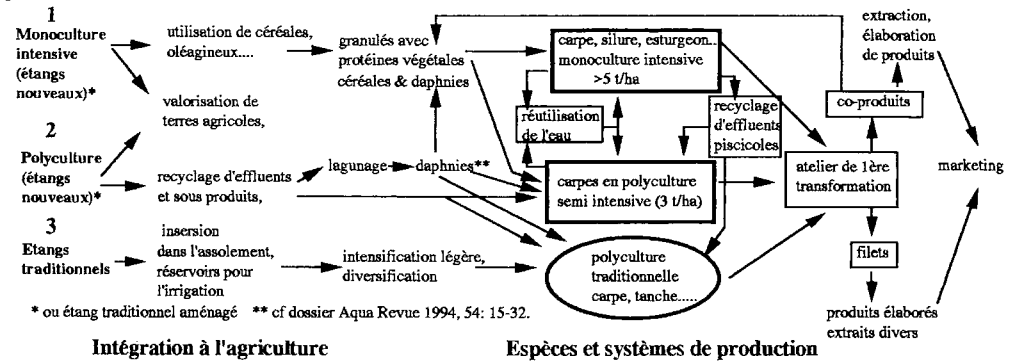 1
Monoculture
intensive
(étangs
nouveaux)*
2
Polyculture
(étangs
nouveaux)*
3
Etangs
traditionnels
utilisation de céréales,
oléagineux....
valorisation de
terres agricoles,
recyclage d'effluents
et sous produits,
insersion
dans l'assolement,
réservoirs pour
l'irrigation
granulés avec
protéines végétales
céréales & daphnies
lagunage
daphnies**
intensification légère,
diversification
carpe, silure, esturgeon..
monoculture intensive
>5 t/ha
réutilisation
de l'eau
recyclage
d'effluents
piscicoles
carpes en polyculture
semi intensive (3 t/ha)
polyculture
traditionnelle
carpe, tanche.....
extraction,
élaboration
de produits
co-produits
atelier de 1ère
transformation
marketing
filets
produits élaborés
extraits divers
* ou étang traditionnel aménagé ** cf dossier Aqua Revue 1994, 54: 15-32.
Intégration à l'agriculture
Espèces et systèmes de production